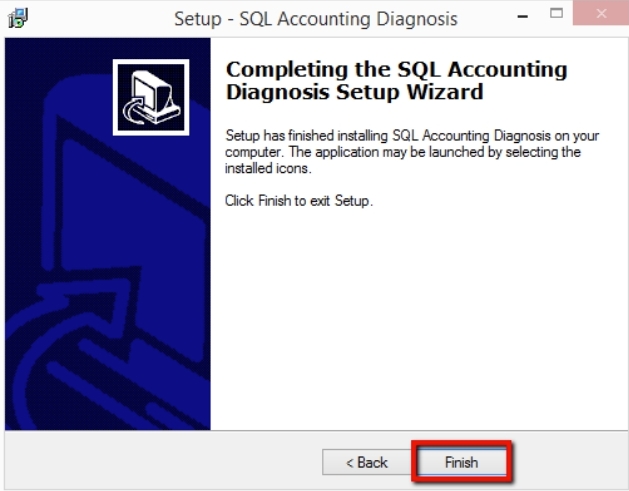 Setup - SQL Accounting Diagnosis
Completing the SQL Accounting
Diagnosis Setup Wizard
Setup has finished installing SQL Accounting Diagnosis on your
computer. The application may be launched by selecting the
installed icons.
Click Finish to exit Setup.
< Back
Finish